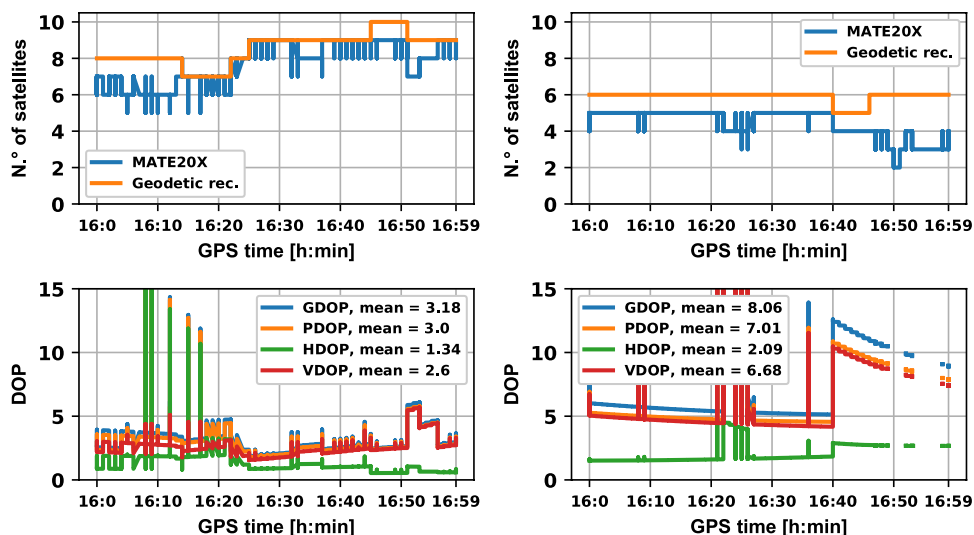 10
8
6
4
2
0
N.° of satellites
MATE20X
Geodetic rec.
16:0 16:10 16:20 16:30 16:40 16:50 16:59
GPS time [h:min]
10
8
6
4
2
0
N.° of satellites
MATE20X
Geodetic rec.
16:0 16:10 16:20 16:30 16:40 16:50 16:59
GPS time [h:min]
15
10
5
0
DOP
GDOP, mean = 3.18
PDOP, mean = 3.0
HDOP, mean = 1.34
VDOP, mean = 2.6
16:0 16:10 16:20 16:30 16:40 16:50 16:59
GPS time [h:min]
15
10
5
0
DOP
GDOP, mean = 8.06
PDOP, mean = 7.01
HDOP, mean = 2.09
VDOP, mean = 6.68
16:0 16:10 16:20 16:30 16:40 16:50 16:59
GPS time [h:min]